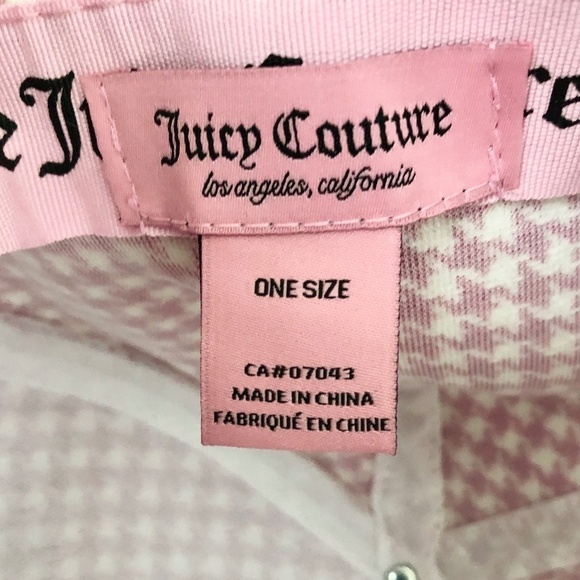 Juicy Couture
los angeles, california
ONE SIZE
CA#07043
MADE IN CHINA
FABRIQUÉ EN CHINE